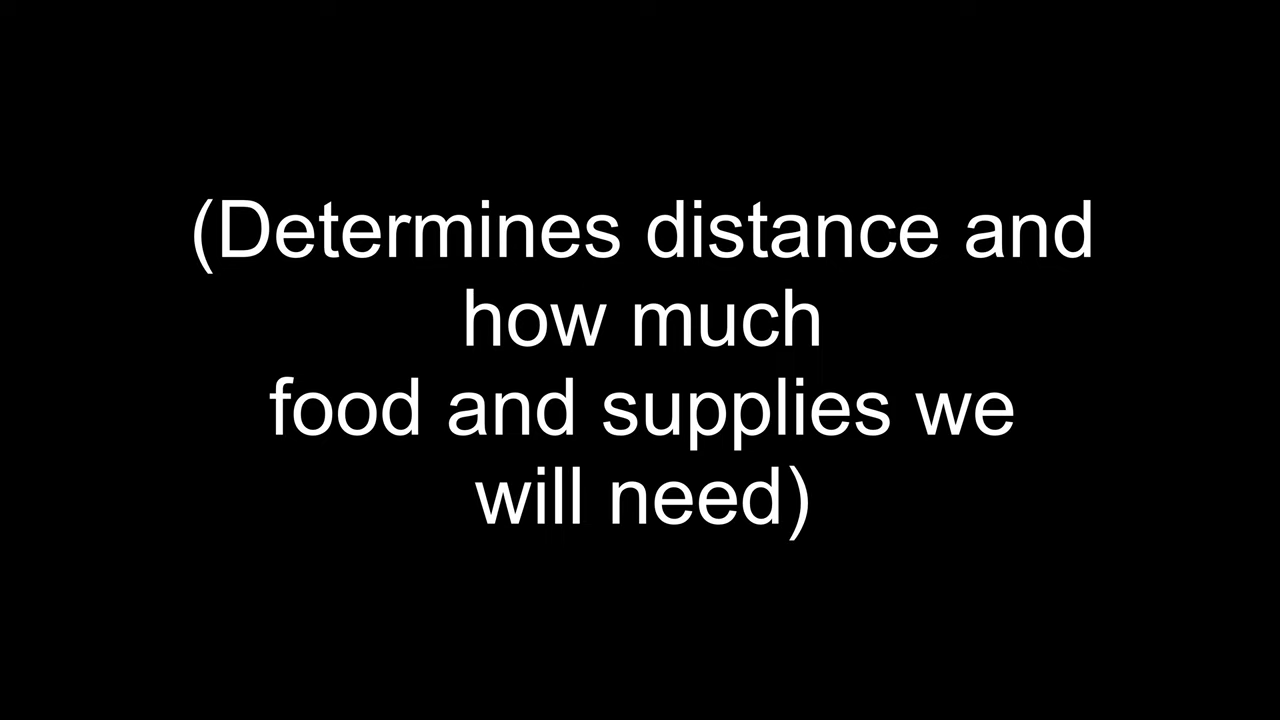 (Determines distance and
how much
food and supplies we
will need)